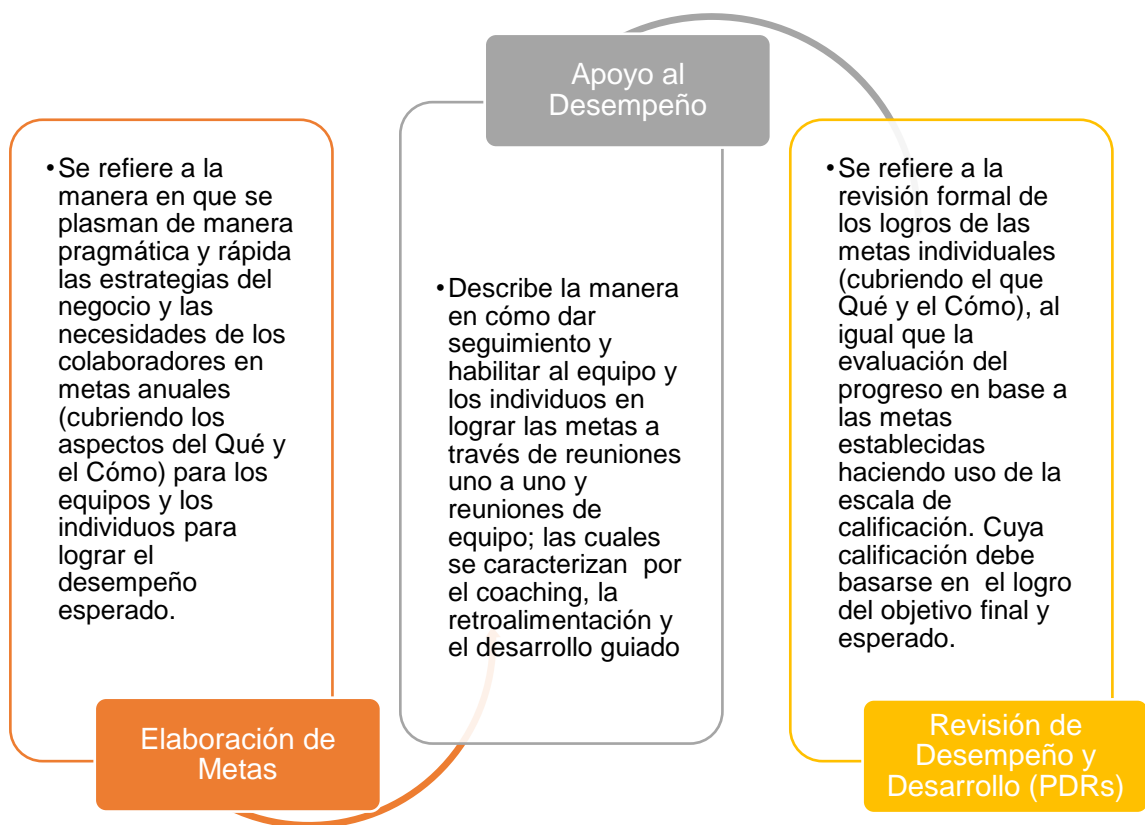 •Se refiere a la
manera en que se
plasman de manera
pragmática y rápida
las estrategias del
negocio y las
necesidades de los
colaboradores en
metas anuales
(cubriendo los
aspectos del Qué y
el Cómo) para los
equipos y los
individuos para
lograr el
desempeño
esperado.
Elaboración de
Metas
Apoyo al
Desempeño
•Describe la manera
en cómo dar
seguimiento y
habilitar al equipo y
los individuos en
lograr las metas a
través de reuniones
uno a uno y
reuniones de
equipo; las cuales
se caracterizan por
el coaching, la
retroalimentación y
el desarrollo guiado
•Se refiere a la
revisión formal de
los logros de las
metas individuales
(cubriendo el que
Qué y el Cómo), al
igual que la
evaluación del
progreso en base a
las metas
establecidas
haciendo uso de la
escala de
calificación. Cuya
calificación debe
basarse en el logro
del objetivo final y
esperado.
Revisión de
Desempeño y
Desarrollo (PDRs)